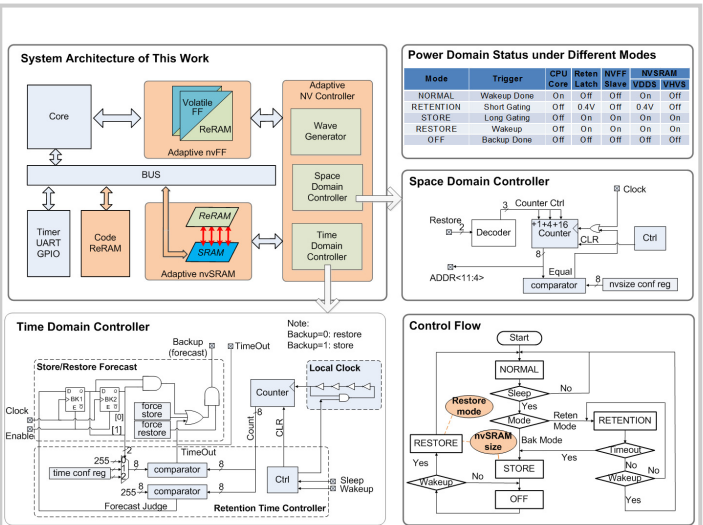 System Architecture of This Work
Core
Volatile
FF
ReRAM
Adaptive nvFF
Adaptive
NV Controller
Wave
Generator
BUS
Space
Domain
Controller
Timer
UART
GPIO
Code
ReRAM
ReRAM
SRAM
Adaptive nvSRAM
Time
Domain
Controller
Power Domain Status under Different Modes
Mode Trigger CPU Core Reten Latch NVFF Slave NVSRAM
VDDS VHVS
NORMAL Wakeup Done On Off Off On Off
RETENTION Short Gating Off 0.4V Off 0.4V Off
STORE Long Gating Off On On On On
RESTORE Wakeup Off On On On On
OFF Backup Done Off Off Off Off Off
Space Domain Controller
Clock
Counter Ctrl
3
Restore
2
Decoder
+1+4+16
Counter
CLR
Ctrl
8
Equal
ADDR<11:4>
comparator
8
nvsize conf reg
Time Domain Controller
Backup
(forecast)
TimeOut
Note:
Backup=0: restore
Backup=1: store
Store/Restore Forecast
Local Clock
D Q
BK1
E
D Q
BK2
E
Counter
Clock
Enable
[0]
[1]
force
store
force
restore
8
Count
CLR
2
TimeOut
255
time conf reg
0
1
2
8
comparator
8
255
8
comparator
8
Ctrl
Sleep
Wakeup
Forecast Judge
Retention Time Controller
Control Flow
Start
NORMAL
Sleep
No
Yes
Restore
mode
Mode
Reten
Mode
RETENTION
nvSRAM
size
Bak Mode
RESTORE
Yes
Timeout
Yes
STORE
No
Wakeup
No
Wakeup
No
OFF
Yes